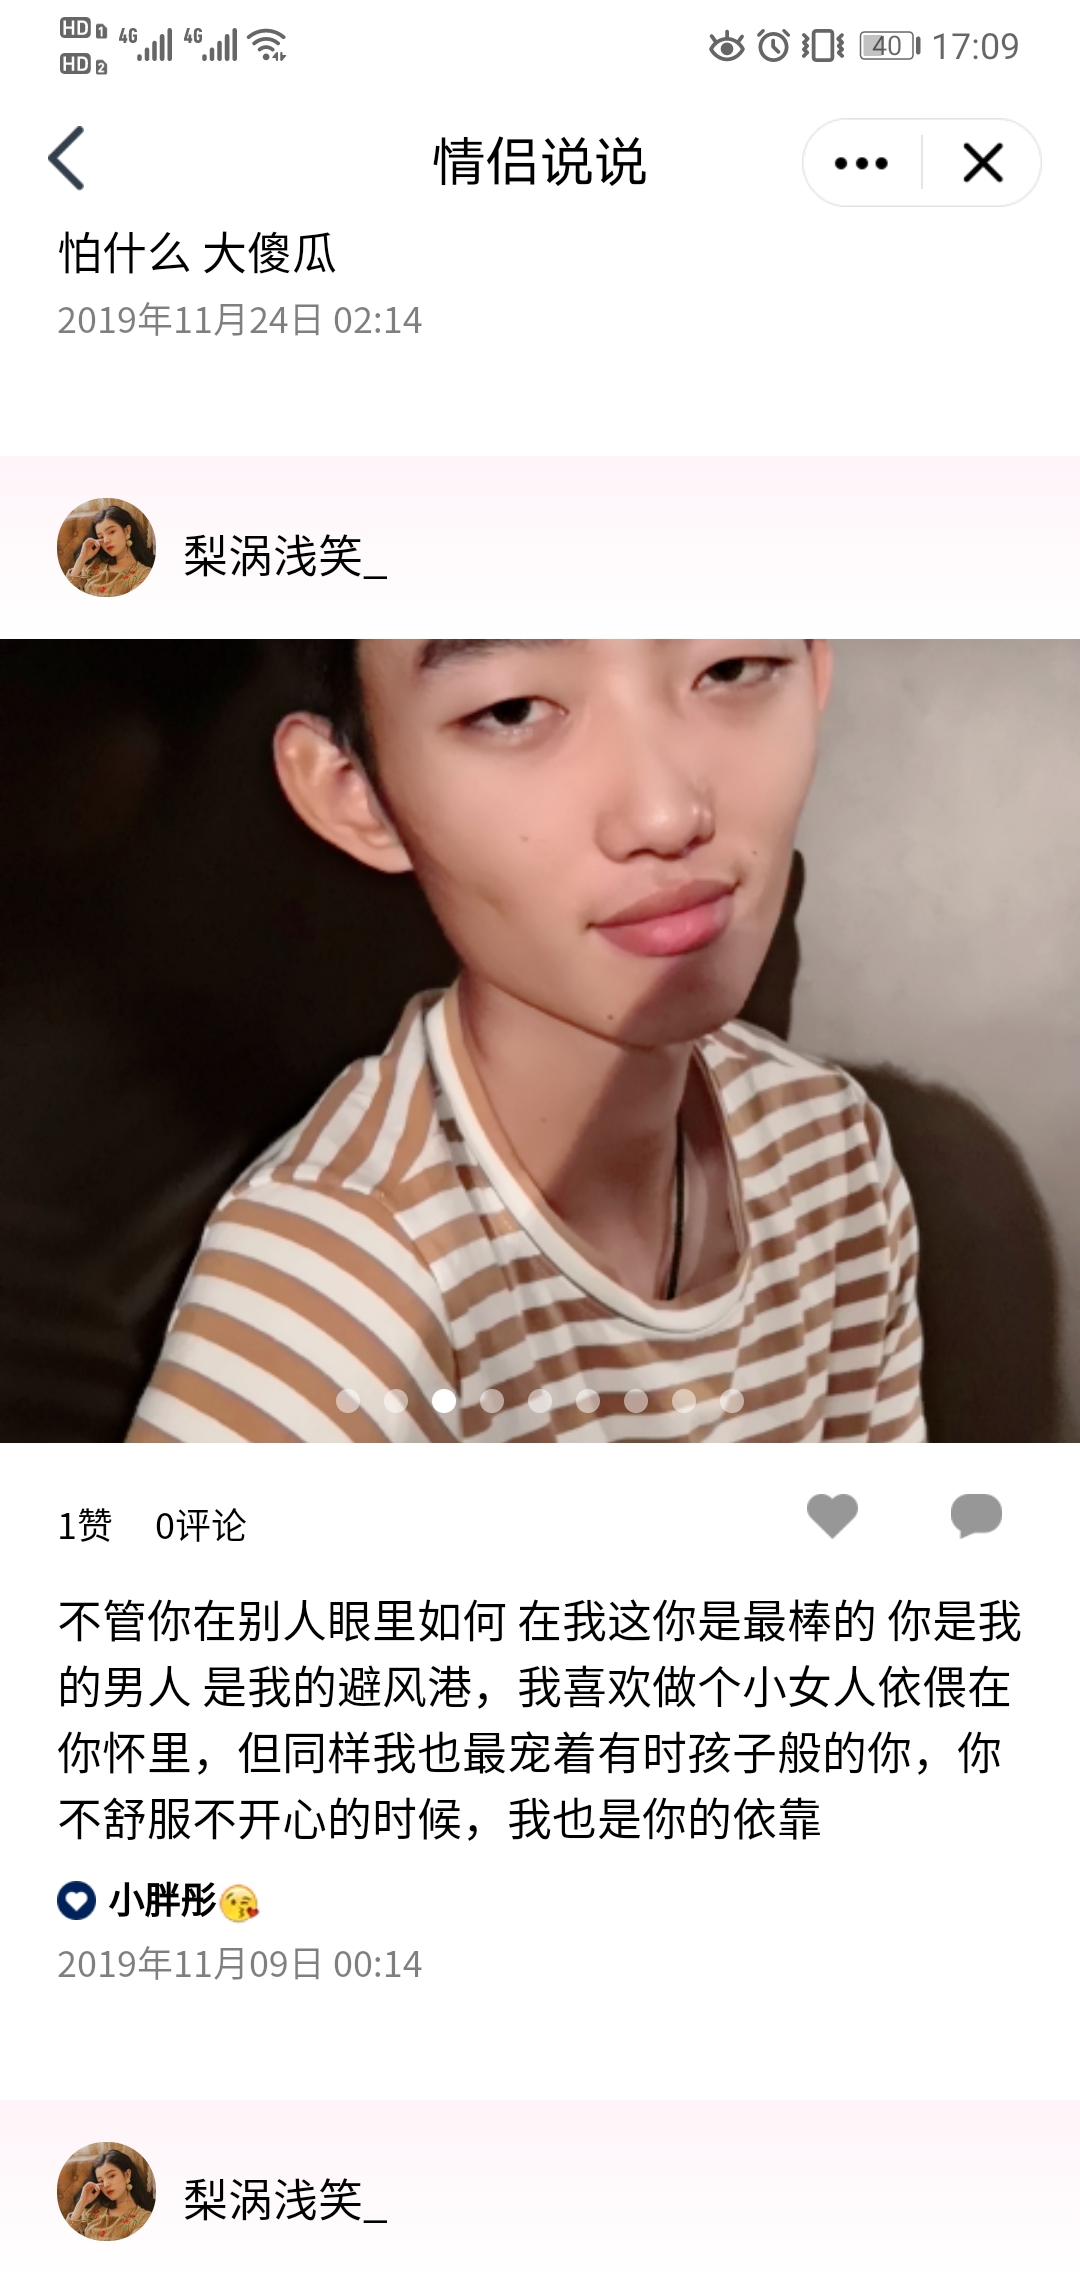 HD 1 4G 4G
HD 2
40 17:09
情侣说说
怕什么 大傻瓜
2019年11月24日 02:14
梨涡浅笑_
1赞 0评论
不管你在别人眼里如何 在我这你是最棒的 你是我
的男人 是我的避风港，我喜欢做个小女人依偎在
你怀里，但同样我也最宠着有时孩子般的你，你
不舒服不开心的时候，我也是你的依靠
小胖彤😘
2019年11月09日 00:14
梨涡浅笑_